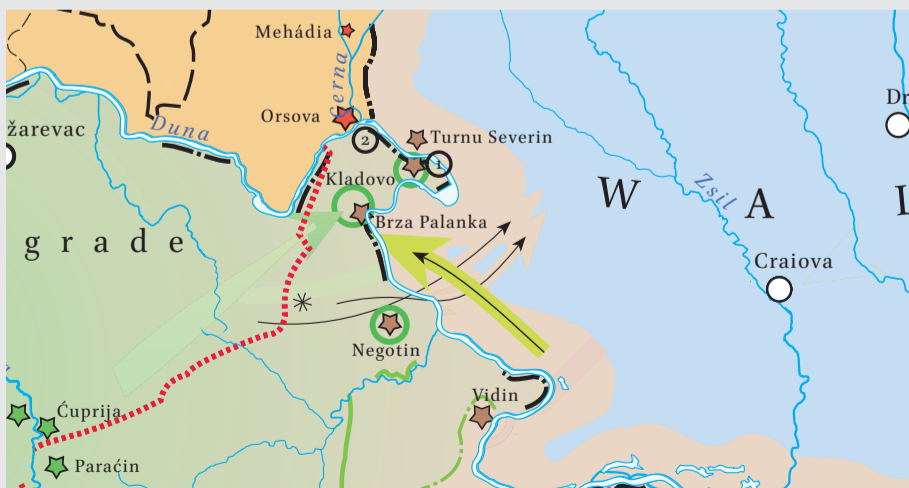 Mehádia
Cerna
Orsova
Duna
žarevac
2
Turnu Severin
1
Kladovo
Dr
W A L
Zsil
Brza Palanka
grade
Craiova
Negotin
Vidin
Ćuprija
Paraćin